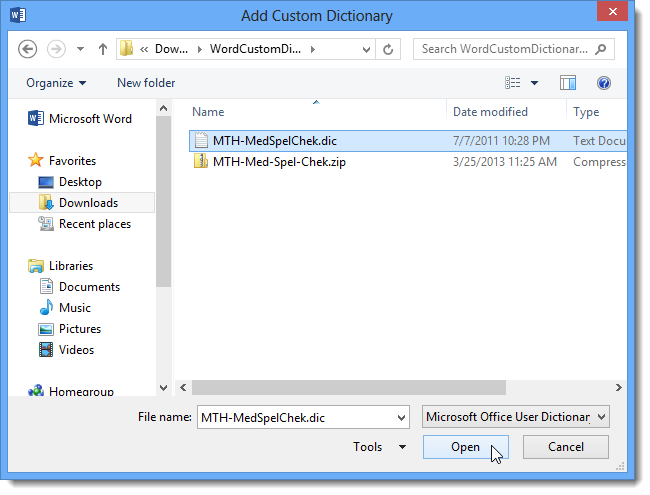 Add Custom Dictionary
« Dow... WordCustomDi...
Search WordCustomDictionar...
Organize New folder
Name Date modified Type
Microsoft Word
MTH-MedSpelChek.dic 7/7/2011 10:28 PM Text Docu
MTH-Med-Spel-Chek.zip 3/25/2013 11:25 AM Compress
Favorites
Desktop
Downloads
Recent places
Libraries
Documents
Music
Pictures
Videos
Homegroup
File name: MTH-MedSpelChek.dic Microsoft Office User Dictionary
Tools Open Cancel